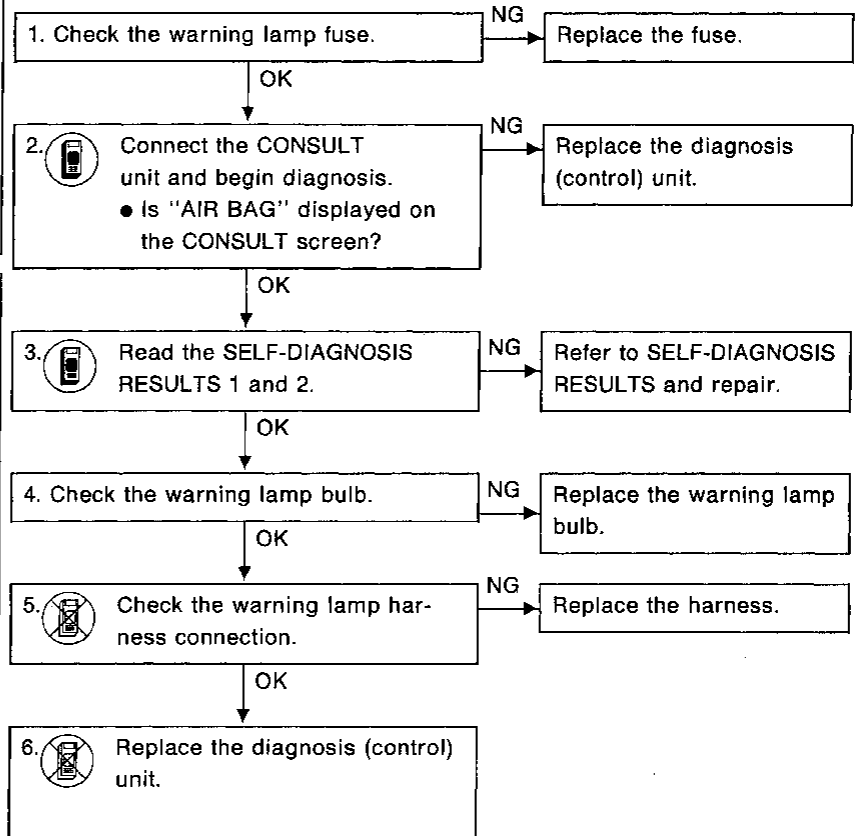 1. Check the warning lamp fuse.
NG
Replace the fuse.
OK
2. Connect the CONSULT
unit and begin diagnosis.
● Is "AIR BAG" displayed on
the CONSULT screen?
NG
Replace the diagnosis
(control) unit.
OK
3. Read the SELF-DIAGNOSIS
RESULTS 1 and 2.
NG
Refer to SELF-DIAGNOSIS
RESULTS and repair.
OK
4. Check the warning lamp bulb.
NG
Replace the warning lamp
bulb.
OK
5. Check the warning lamp har-
ness connection.
NG
Replace the harness.
OK
6. Replace the diagnosis (control)
unit.